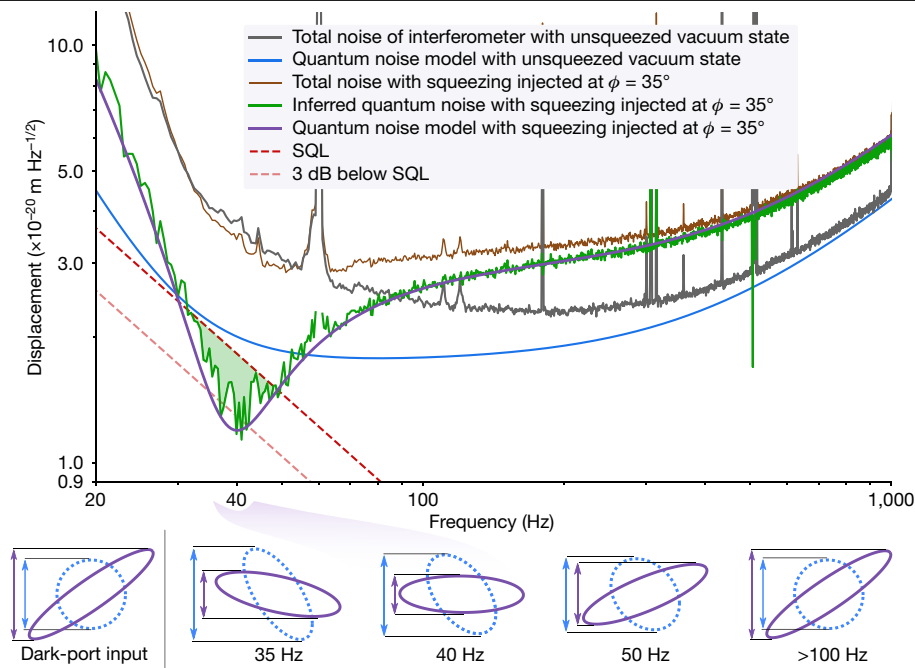 Total noise of interferometer with unsqueezed vacuum state
Quantum noise model with unsqueezed vacuum state
Total noise with squeezing injected at ϕ = 35°
Inferred quantum noise with squeezing injected at ϕ = 35°
Quantum noise model with squeezing injected at ϕ = 35°
SQL
3 dB below SQL
Displacement (×10⁻²⁰ m Hz⁻¹ᐟ²)
10.0
5.0
3.0
1.0
0.9
20
40
100
1,000
Frequency (Hz)
Dark-port input
35 Hz
40 Hz
50 Hz
>100 Hz